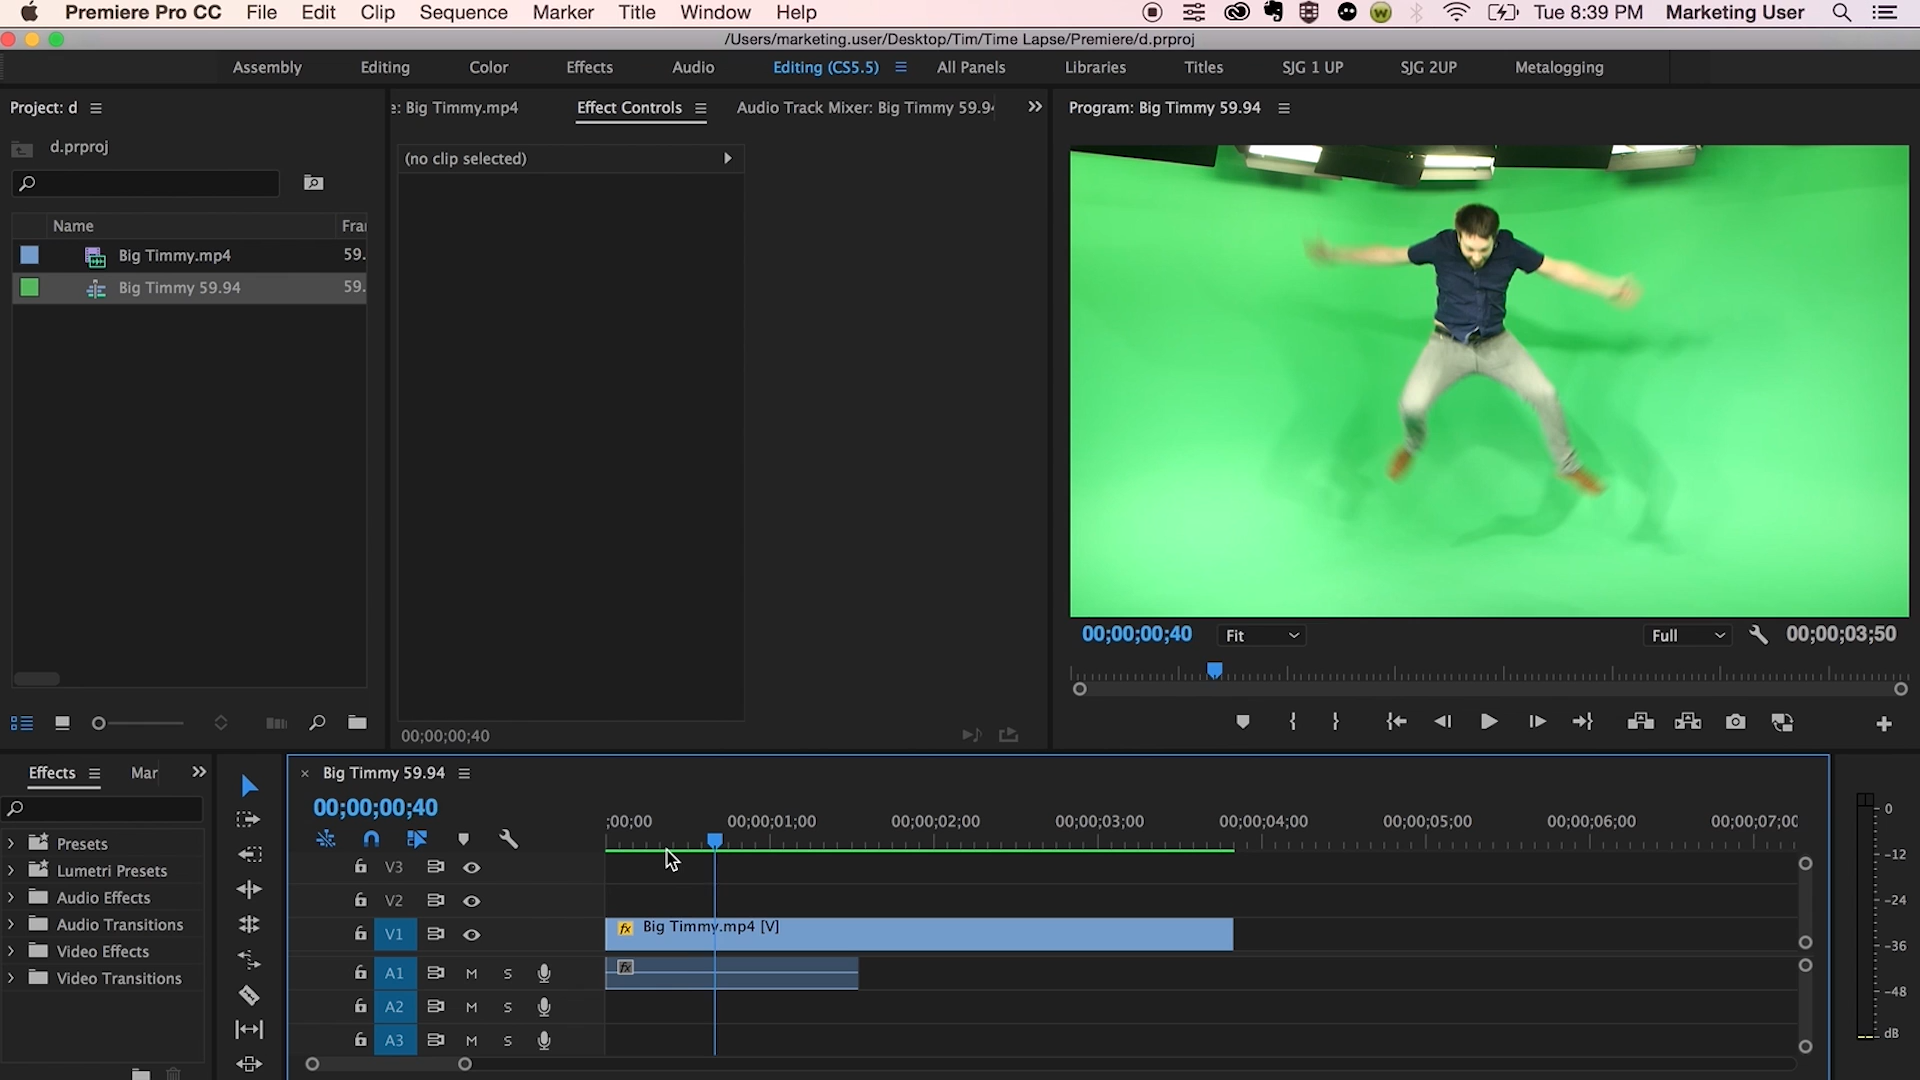 Premiere Pro CC File Edit Clip Sequence Marker Title Window Help Tue 8:39 PM Marketing User
/Users/marketing.user/Desktop/Tim/Time Lapse/Premiere/d.prproj
Assembly Editing Color Effects Audio Editing (CS5.5) All Panels Libraries Titles SJG 1 UP SJG 2UP Metalogging
Project: d
d.prproj
Name Fra
Big Timmy.mp4 59.
Big Timmy 59.94 59.
e: Big Timmy.mp4 Effect Controls Audio Track Mixer: Big Timmy 59.94
(no clip selected)
00;00;00;40
Program: Big Timmy 59.94
00;00;00;40 Fit Full 00;00;03;50
Effects Mar
Presets
Lumetri Presets
Audio Effects
Audio Transitions
Video Effects
Video Transitions
Big Timmy 59.94
00;00;00;40
;00;00 00;00;01;00 00;00;02;00 00;00;03;00 00;00;04;00 00;00;05;00 00;00;06;00 00;00;07;00
V3
V2
V1 fx Big Timmy.mp4 [V]
A1 M S fx
A2 M S
A3 M S
0
-12
-24
-36
-48
dB